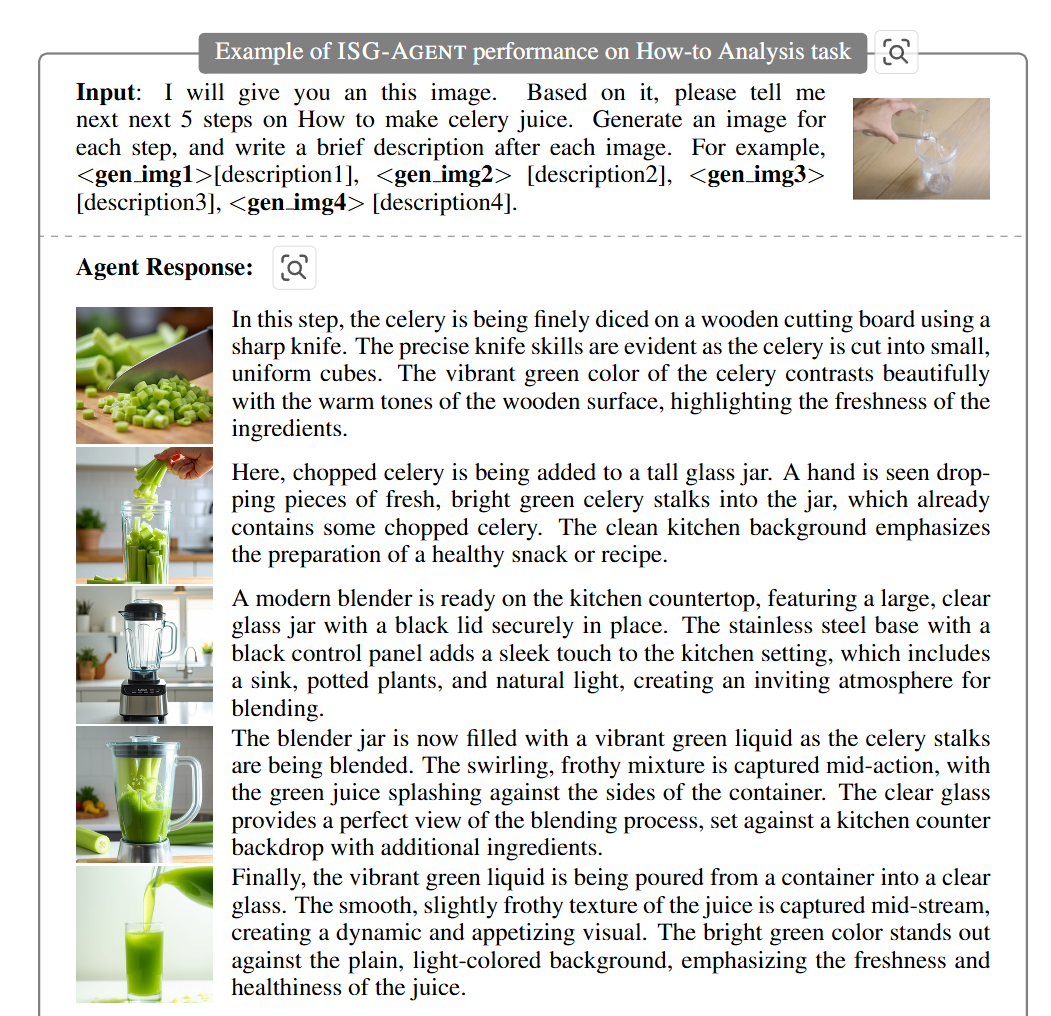 Example of ISG-AGENT performance on How-to Analysis task
Input: I will give you an this image. Based on it, please tell me
next next 5 steps on How to make celery juice. Generate an image for
each step, and write a brief description after each image. For example,
<gen_img1>[description1], <gen_img2> [description2], <gen_img3>
[description3], <gen_img4> [description4].
Agent Response:
In this step, the celery is being finely diced on a wooden cutting board using a
sharp knife. The precise knife skills are evident as the celery is cut into small,
uniform cubes. The vibrant green color of the celery contrasts beautifully
with the warm tones of the wooden surface, highlighting the freshness of the
ingredients.
Here, chopped celery is being added to a tall glass jar. A hand is seen drop-
ping pieces of fresh, bright green celery stalks into the jar, which already
contains some chopped celery. The clean kitchen background emphasizes
the preparation of a healthy snack or recipe.
A modern blender is ready on the kitchen countertop, featuring a large, clear
glass jar with a black lid securely in place. The stainless steel base with a
black control panel adds a sleek touch to the kitchen setting, which includes
a sink, potted plants, and natural light, creating an inviting atmosphere for
blending.
The blender jar is now filled with a vibrant green liquid as the celery stalks
are being blended. The swirling, frothy mixture is captured mid-action, with
the green juice splashing against the sides of the container. The clear glass
provides a perfect view of the blending process, set against a kitchen counter
backdrop with additional ingredients.
Finally, the vibrant green liquid is being poured from a container into a clear
glass. The smooth, slightly frothy texture of the juice is captured mid-stream,
creating a dynamic and appetizing visual. The bright green color stands out
against the plain, light-colored background, emphasizing the freshness and
healthiness of the juice.